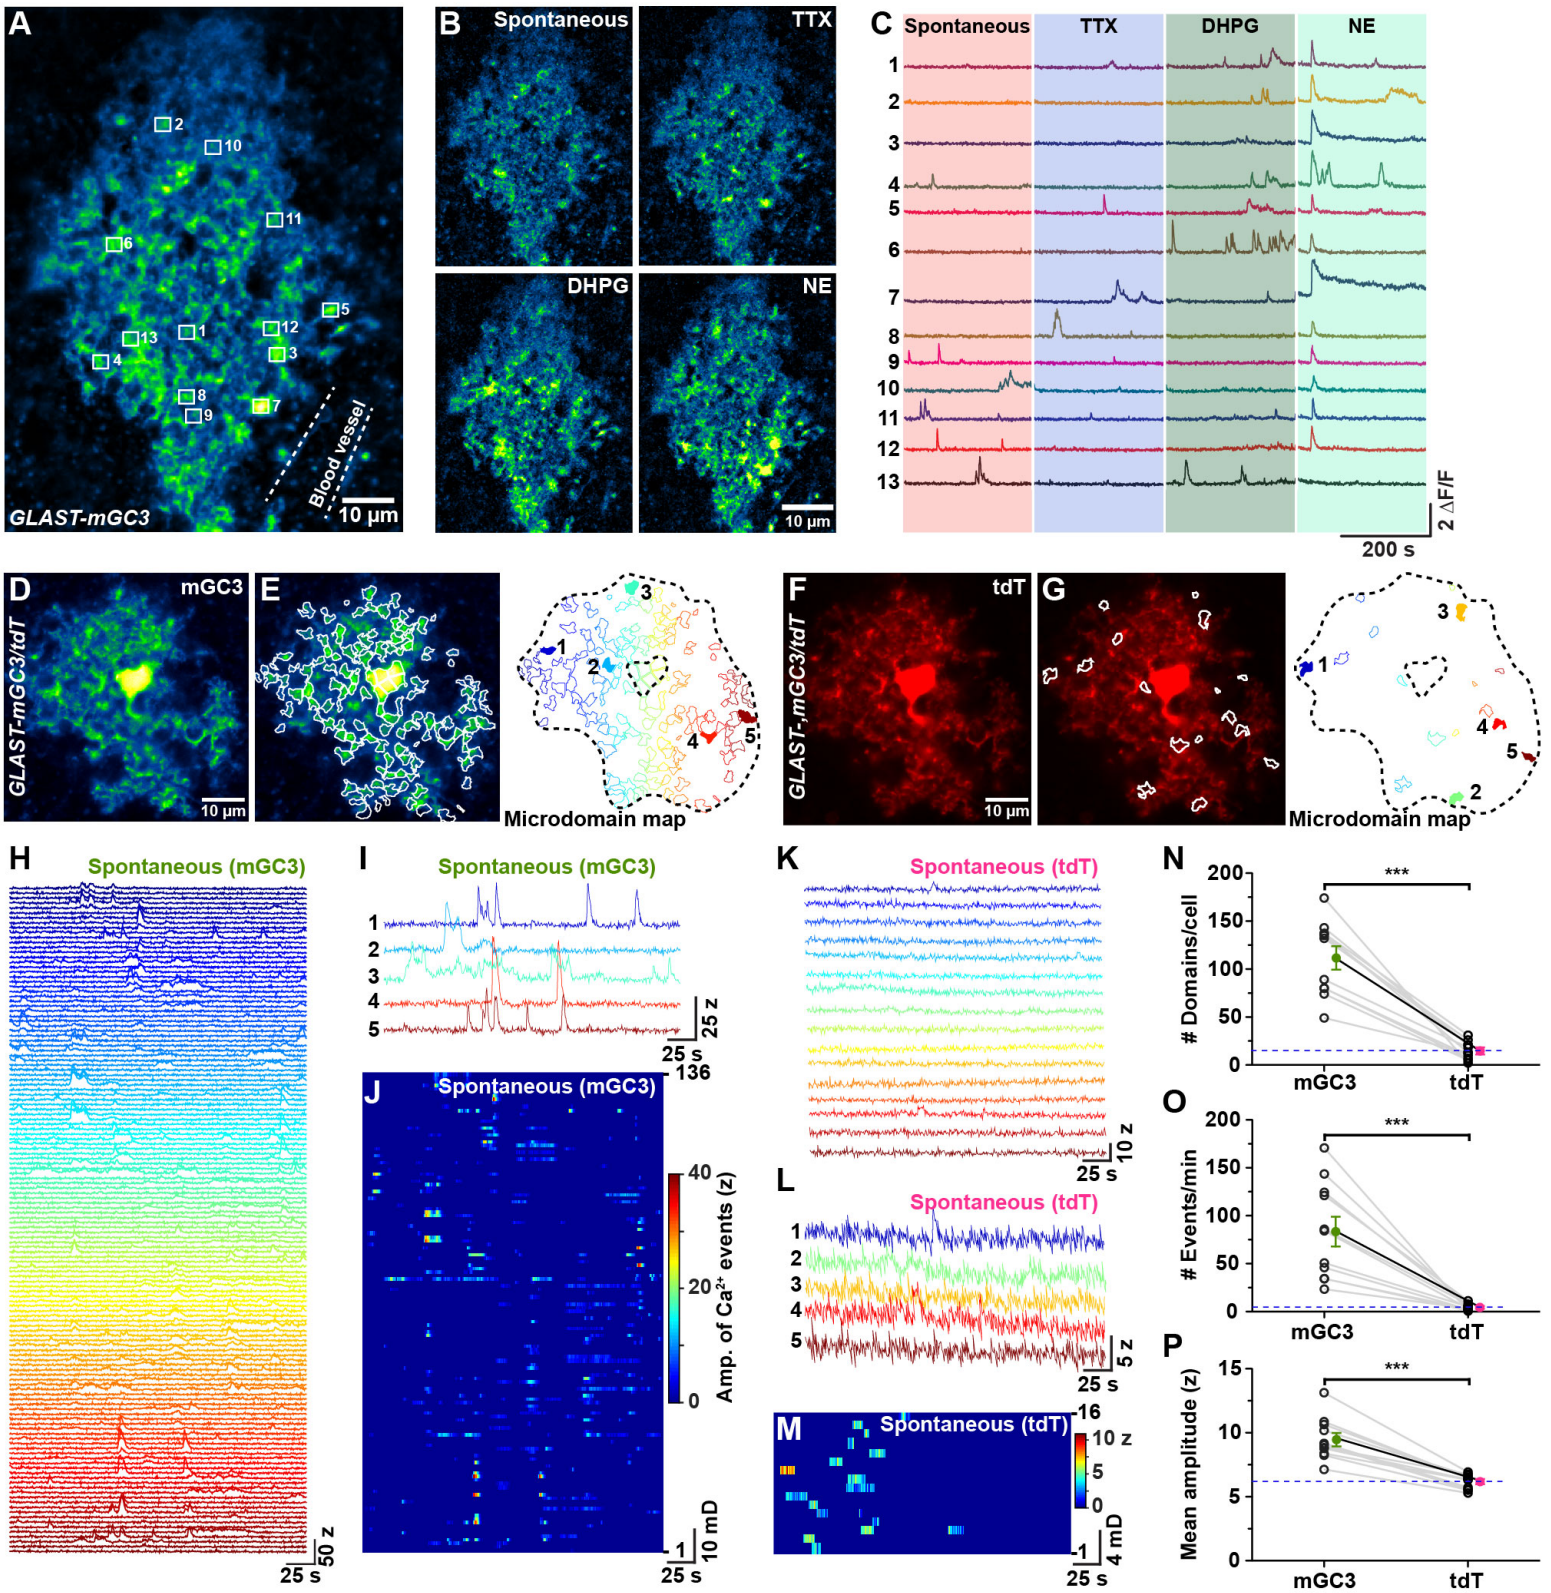 A
2
10
11
6
5
13
1
12
4
3
8
9
7
Blood vessel
GLAST-mGC3
10 µm
B
Spontaneous
TTX
DHPG
NE
10 µm
C
Spontaneous
TTX
DHPG
NE
1
2
3
4
5
6
7
8
9
10
11
12
13
2 ΔF/F
200 s
D
mGC3
GLAST-mGC3/tdT
10 µm
E
1
2
3
4
5
Microdomain map
F
tdT
GLAST-,mGC3/tdT
10 µm
G
1
2
3
4
5
Microdomain map
H
Spontaneous (mGC3)
50 z
25 s
I
Spontaneous (mGC3)
1
2
3
4
5
25 z
25 s
J
Spontaneous (mGC3)
-136
40
20
0
Amp. of Ca²⁺ events (z)
- 1
10 mD
25 s
K
Spontaneous (tdT)
10 z
25 s
L
Spontaneous (tdT)
1
2
3
4
5
5 z
25 s
M
Spontaneous (tdT)
-16
10 z
5
0
-1
4 mD
25 s
N
# Domains/cell
200
150
100
50
0
***
mGC3
tdT
O
# Events/min
200
150
100
50
0
***
mGC3
tdT
P
Mean amplitude (z)
15
10
5
0
***
mGC3
tdT